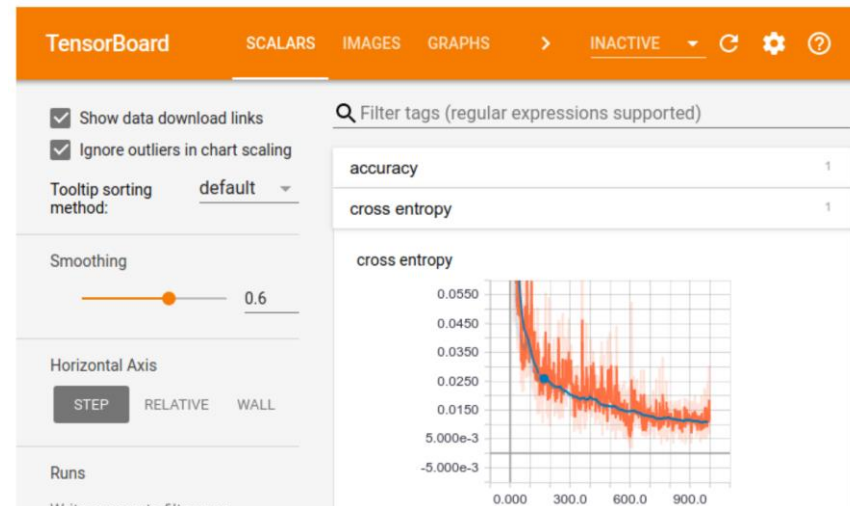 TensorBoard SCALARS IMAGES GRAPHS > INACTIVE
Show data download links
Ignore outliers in chart scaling
Tooltip sorting method: default
Smoothing
0.6
Horizontal Axis
STEP RELATIVE WALL
Runs
Filter tags (regular expressions supported)
accuracy 1
cross entropy 1
cross entropy
0.0550
0.0450
0.0350
0.0250
0.0150
5.000e-3
-5.000e-3
0.000 300.0 600.0 900.0